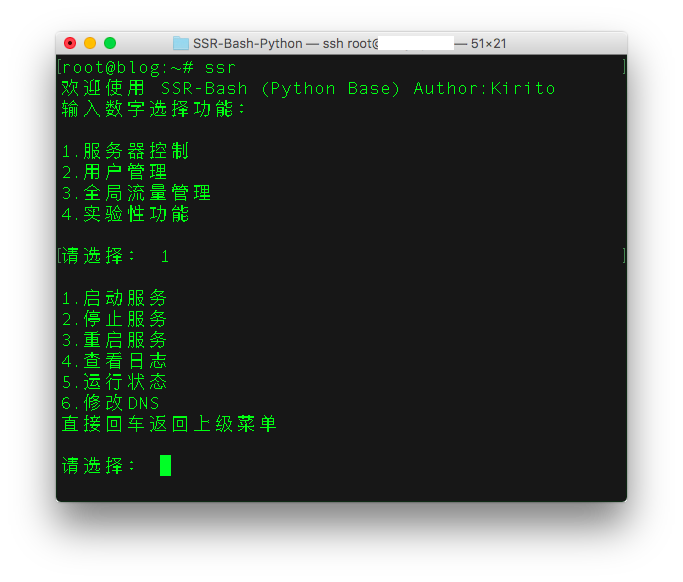 SSR-Bash-Python — ssh root@ — 51×21
[root@blog:~# ssr ]
欢迎使用 SSR-Bash (Python Base) Author:Kirito
输入数字选择功能：
1.服务器控制
2.用户管理
3.全局流量管理
4.实验性功能
[请选择： 1 ]
1.启动服务
2.停止服务
3.重启服务
4.查看日志
5.运行状态
6.修改DNS
直接回车返回上级菜单
请选择：